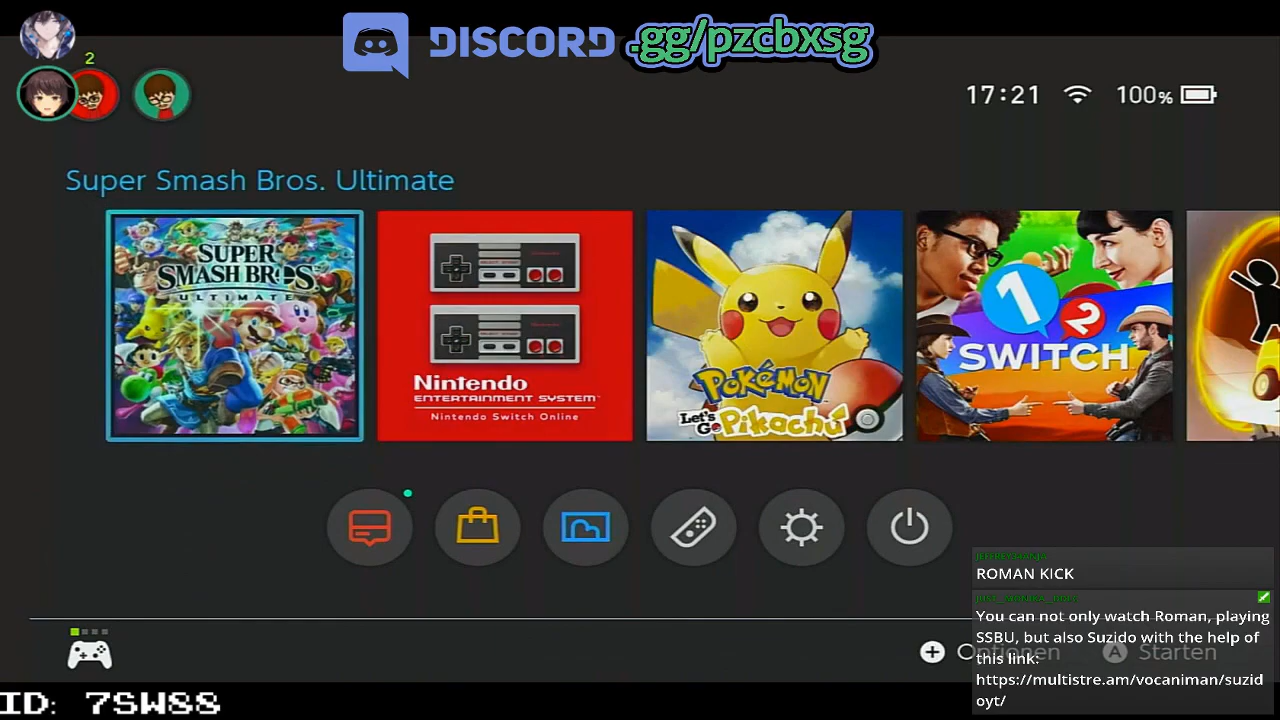 DISCORD .gg/pzcbxsg
2
17:21 100%
Super Smash Bros. Ultimate
SUPER
SMASH BROS.
ULTIMATE
Nintendo
ENTERTAINMENT SYSTEM™
Nintendo Switch Online
POKéMON
Let's Go Pikachu
1 2
SWITCH
ROMAN KICK
You can not only watch Roman, playing
SSBU, but also Suzido with the help of
this link:
https://multistre.am/vocaniman/suzid
oyt/
Optionen
A Starten
ID: 7SW88